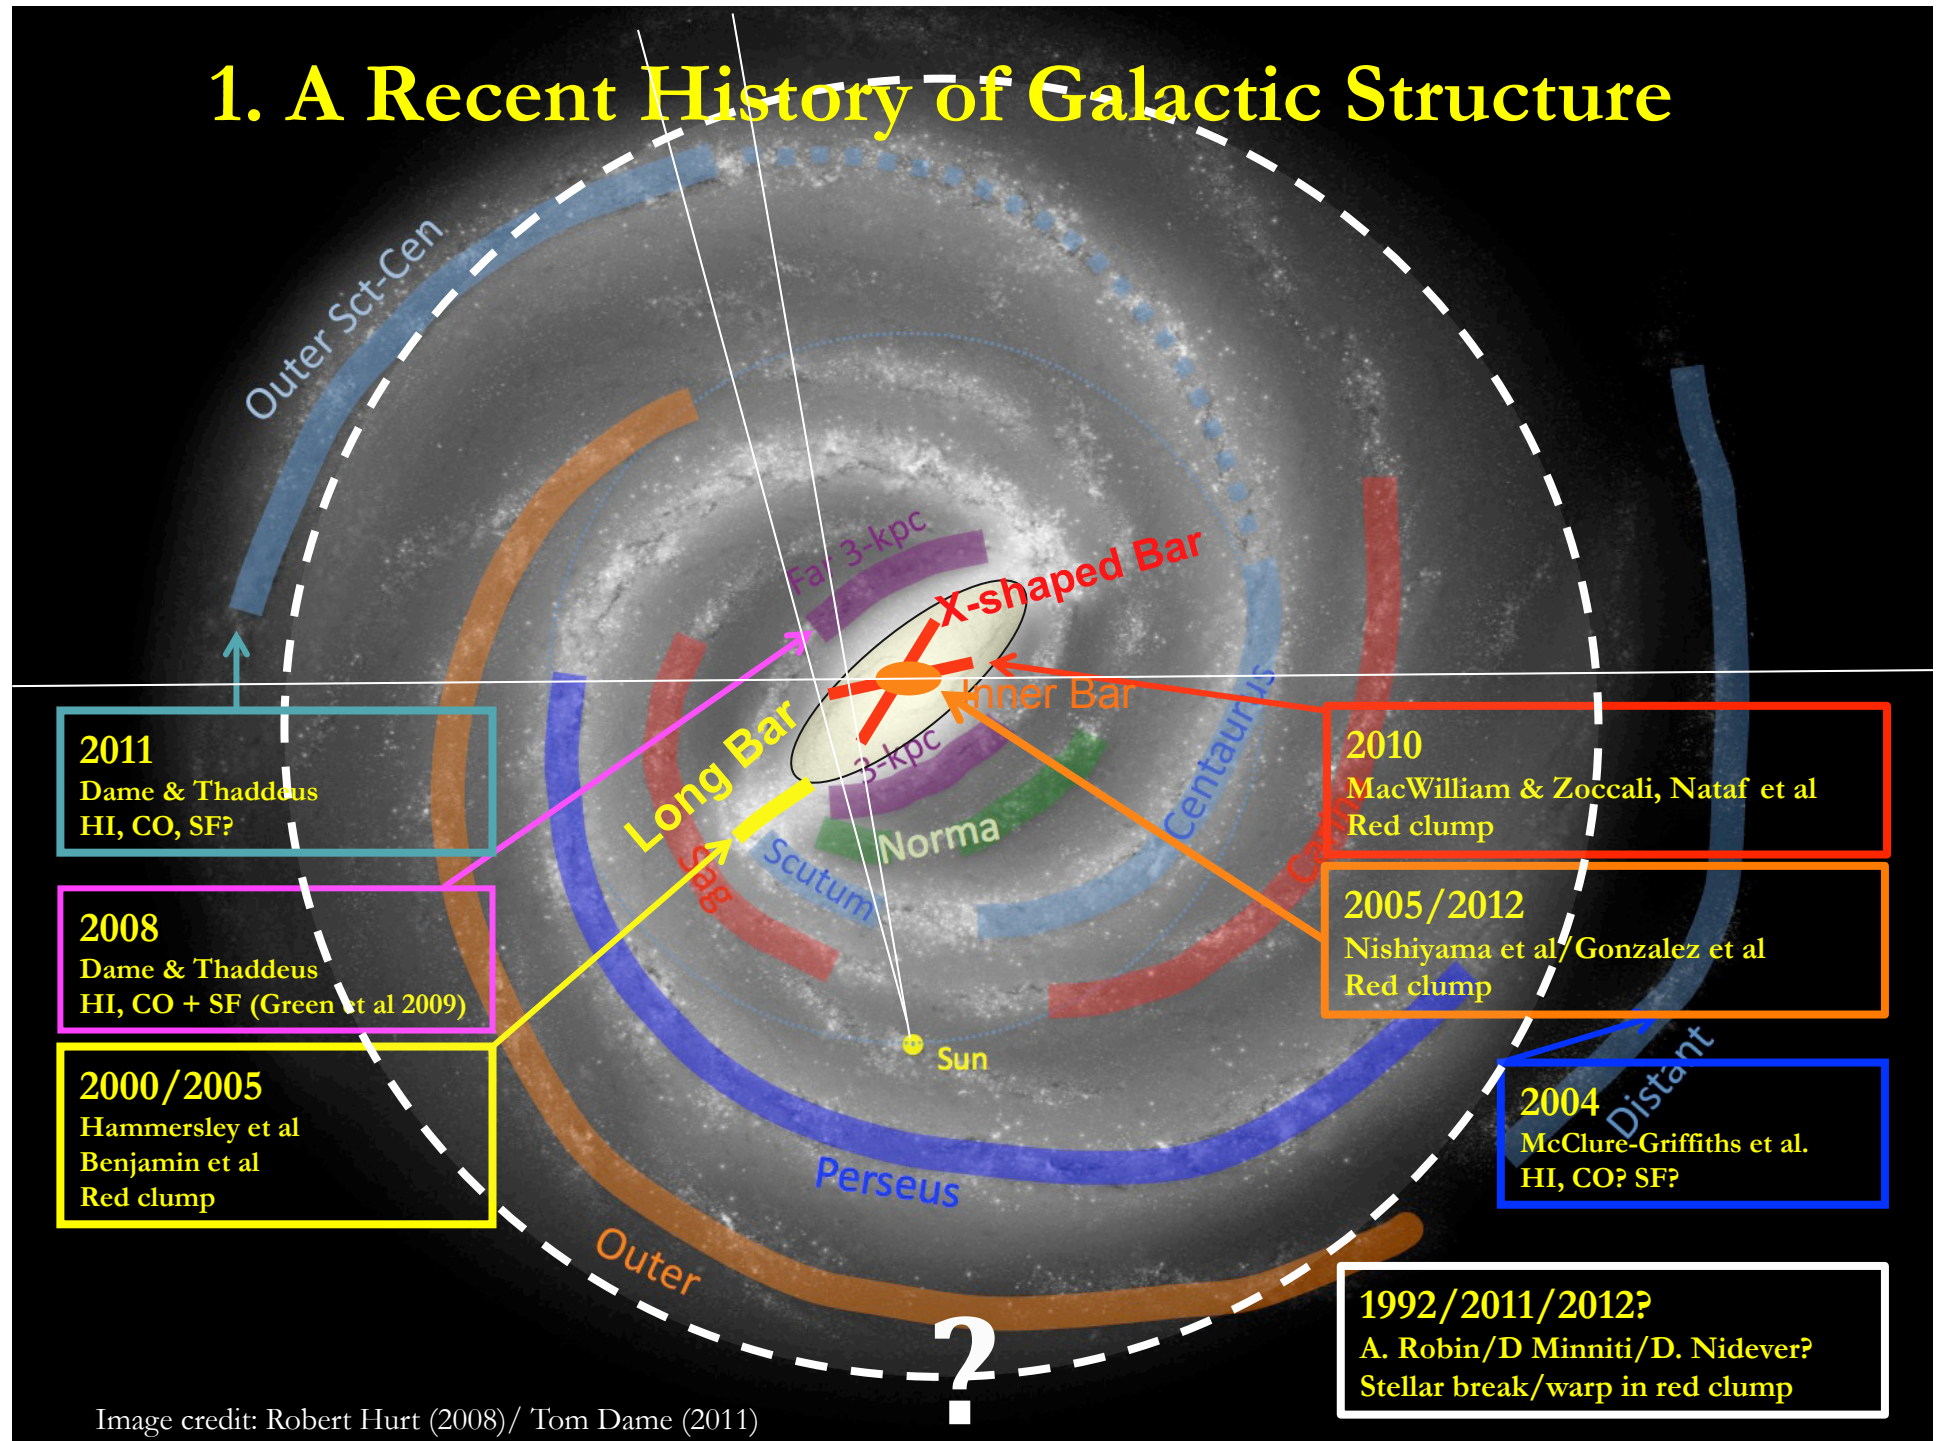 1. A Recent History of Galactic Structure
Outer Sct-Cen
Far 3-kpc
X-shaped Bar
Inner Bar
Long Bar
3-kpc
Norma
Scutum
Sag
Centaurus
Carina
Sun
Perseus
Outer
Distant
?
2011
Dame & Thaddeus
HI, CO, SF?
2008
Dame & Thaddeus
HI, CO + SF (Green et al 2009)
2000/2005
Hammersley et al
Benjamin et al
Red clump
2010
MacWilliam & Zoccali, Nataf et al
Red clump
2005/2012
Nishiyama et al/Gonzalez et al
Red clump
2004
McClure-Griffiths et al.
HI, CO? SF?
1992/2011/2012?
A. Robin/D Minniti/D. Nidever?
Stellar break/warp in red clump
Image credit: Robert Hurt (2008)/ Tom Dame (2011)